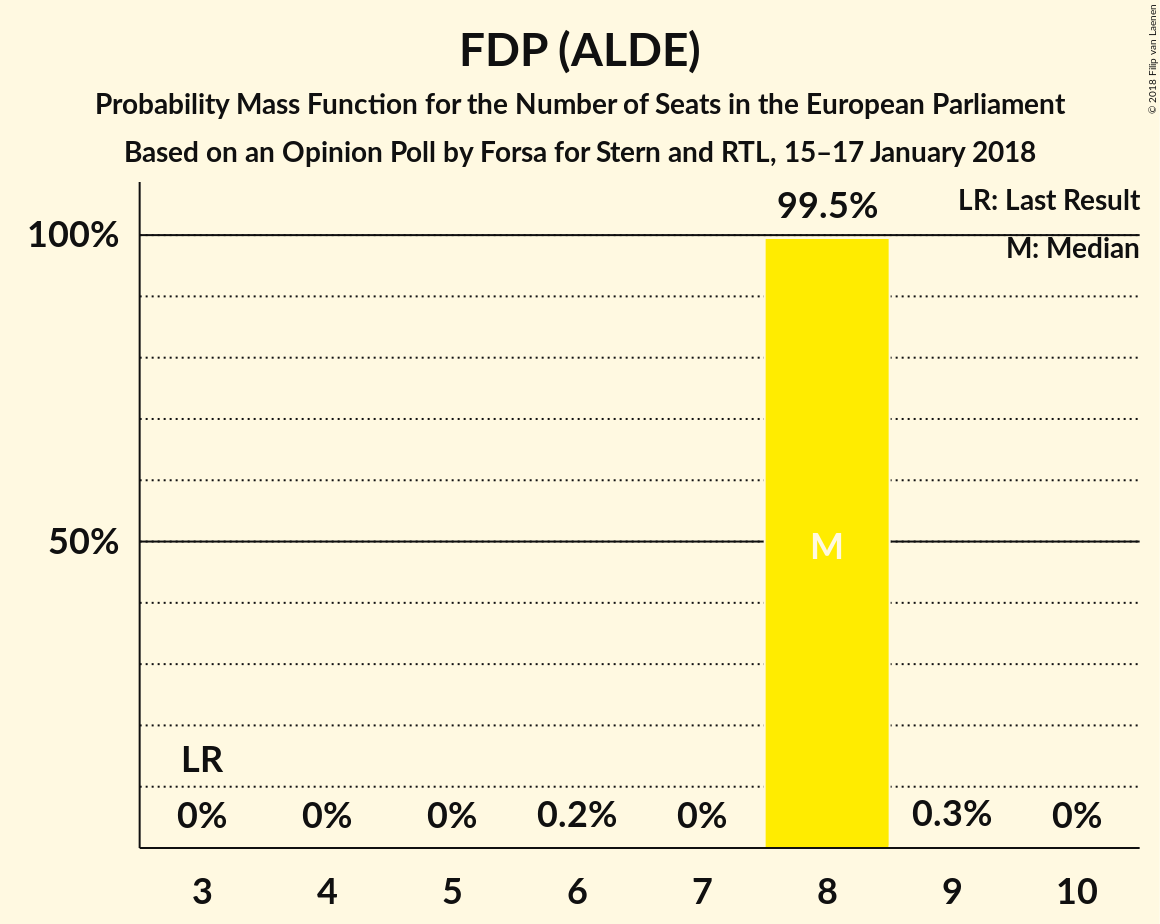 FDP (ALDE)
Probability Mass Function for the Number of Seats in the European Parliament
Based on an Opinion Poll by Forsa for Stern and RTL, 15–17 January 2018
© 2018 Filip van Laenen
LR: Last Result
M: Median
99.5%
100%
50%
M
LR
0% 0% 0% 0.2% 0% 0.3% 0%
3 4 5 6 7 8 9 10